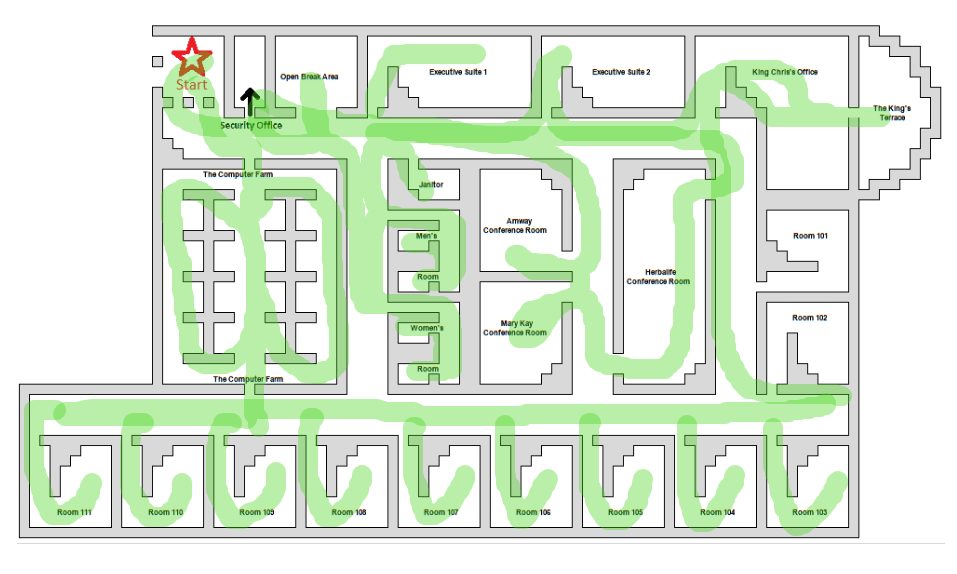 Start
Open Break Area
Executive Suite 1
Executive Suite 2
King Chris's Office
The King's
Terrace
Security Office
The Computer Farm
Janitor
Men's
Room
Women's
Room
Amway
Conference Room
Mary Kay
Conference Room
Herbalife
Conference Room
Room 101
Room 102
The Computer Farm
Room 111
Room 110
Room 109
Room 108
Room 107
Room 106
Room 105
Room 104
Room 103